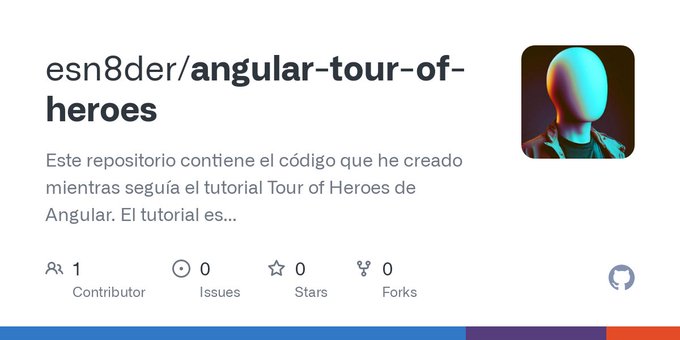 esn8der/angular-tour-of-
heroes
Este repositorio contiene el código que he creado
mientras seguía el tutorial Tour of Heroes de
Angular. El tutorial es...
1
Contributor
0
Issues
0
Stars
0
Forks